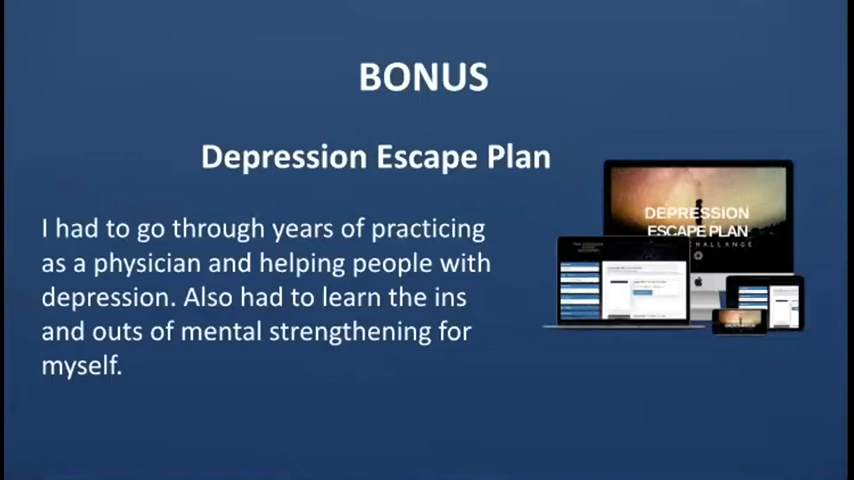 BONUS
Depression Escape Plan
I had to go through years of practicing
as a physician and helping people with
depression. Also had to learn the ins
and outs of mental strengthening for
myself.
DEPRESSION
ESCAPE PLAN